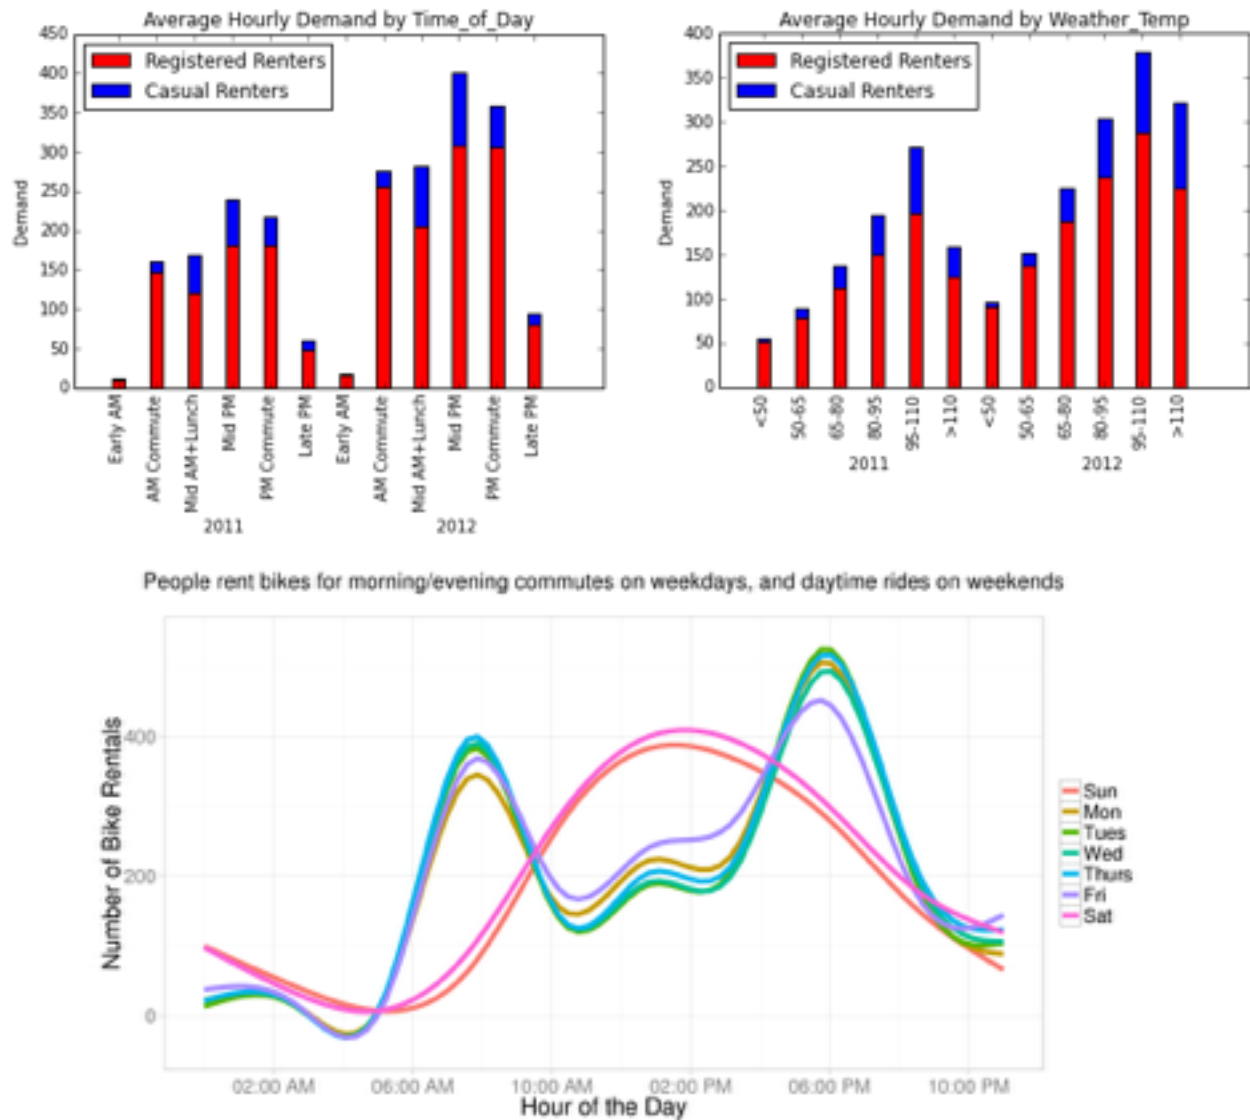 Average Hourly Demand by Time_of_Day
450
400
350
300
250
200
150
100
50
0
Demand
Registered Renters
Casual Renters
Early AM
AM Commute
Mid AM+Lunch
Mid PM
PM Commute
Late PM
Early AM
AM Commute
Mid AM+Lunch
Mid PM
PM Commute
Late PM
2011 2012
Average Hourly Demand by Weather_Temp
400
350
300
250
200
150
100
50
0
Demand
Registered Renters
Casual Renters
<50
50-65
65-80
80-95
95-110
>110
<50
50-65
65-80
80-95
95-110
>110
2011 2012
People rent bikes for morning/evening commutes on weekdays, and daytime rides on weekends
Number of Bike Rentals
400
200
0
02:00 AM 06:00 AM 10:00 AM 02:00 PM 06:00 PM 10:00 PM
Hour of the Day
Sun
Mon
Tues
Wed
Thurs
Fri
Sat